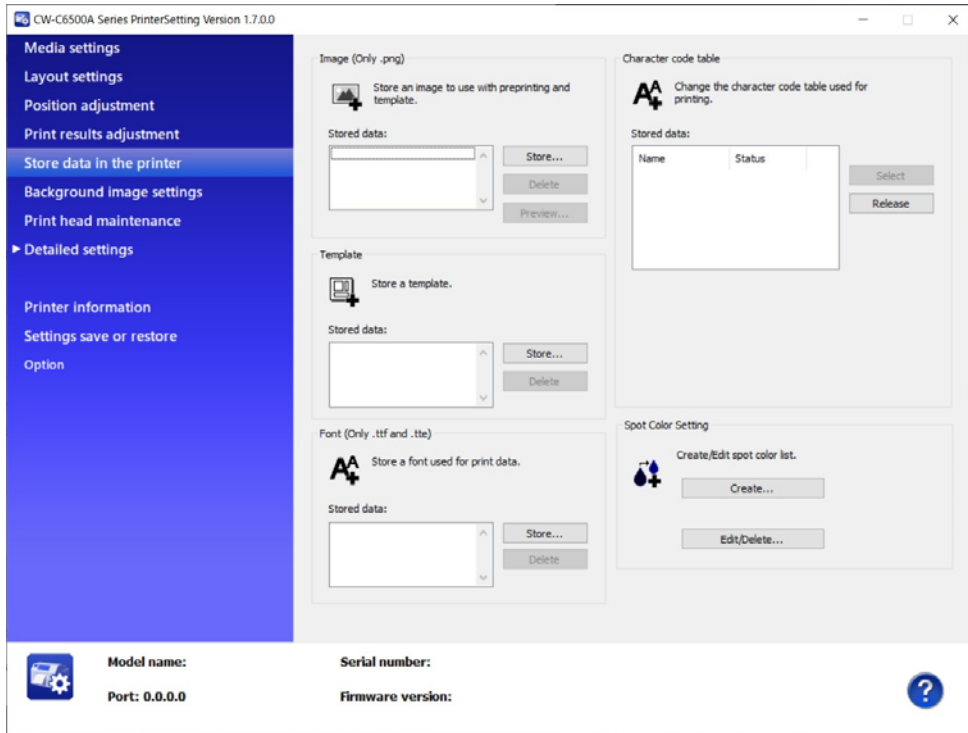 CW-C6500A Series PrinterSetting Version 1.7.0.0
Media settings
Layout settings
Position adjustment
Print results adjustment
Store data in the printer
Background image settings
Print head maintenance
Detailed settings
Printer information
Settings save or restore
Option
Image (Only .png)
Store an image to use with preprinting and
template.
Stored data:
Store...
Delete
Preview...
Template
Store a template.
Stored data:
Store...
Delete
Font (Only .ttf and .tte)
Store a font used for print data.
Stored data:
Store...
Delete
Character code table
Change the character code table used for
printing.
Stored data:
Name Status
Select
Release
Spot Color Setting
Create/Edit spot color list.
Create...
Edit/Delete...
Model name: Serial number:
Port: 0.0.0.0 Firmware version: